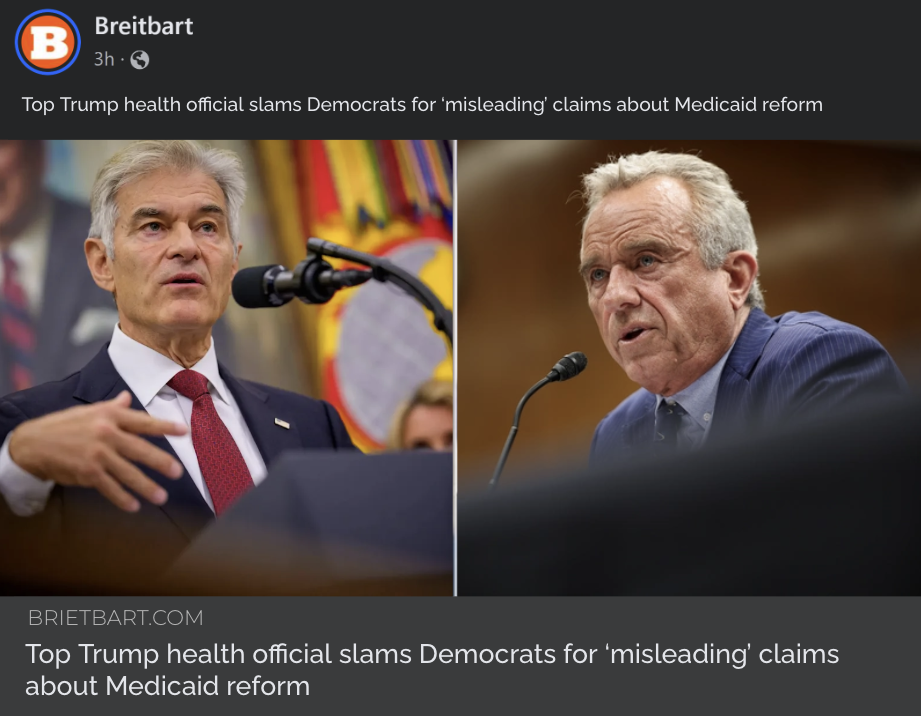 B
Breitbart
3h ·
Top Trump health official slams Democrats for ‘misleading’ claims about Medicaid reform
BRIETBART.COM
Top Trump health official slams Democrats for ‘misleading’ claims
about Medicaid reform